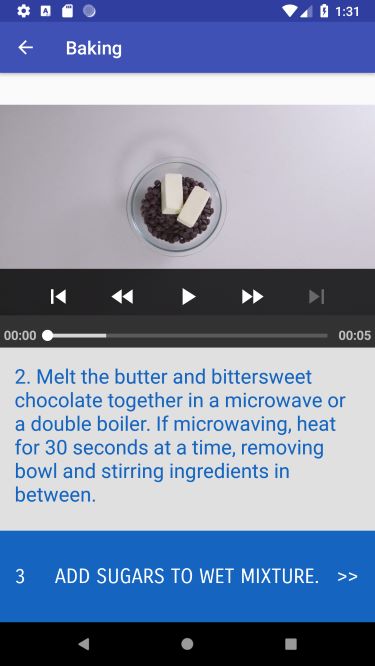 1:31
Baking
00:00
00:05
2. Melt the butter and bittersweet
chocolate together in a microwave or
a double boiler. If microwaving, heat
for 30 seconds at a time, removing
bowl and stirring ingredients in
between.
3 ADD SUGARS TO WET MIXTURE. >>